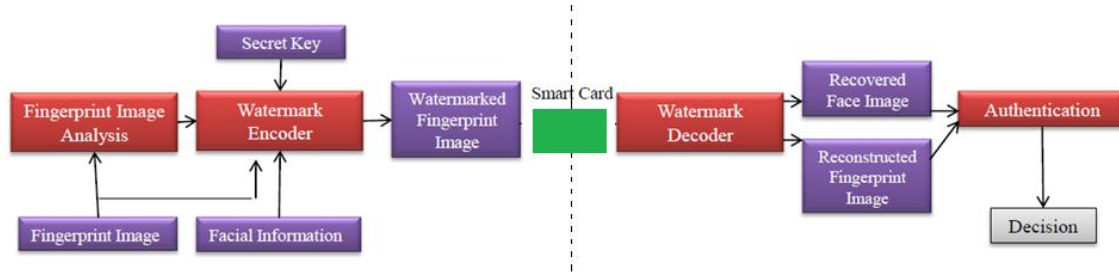 Secret Key
Fingerprint Image
Analysis
Watermark
Encoder
Watermarked
Fingerprint
Image
Fingerprint Image
Facial Information
Smart Card
Watermark
Decoder
Recovered
Face Image
Reconstructed
Fingerprint
Image
Authentication
Decision